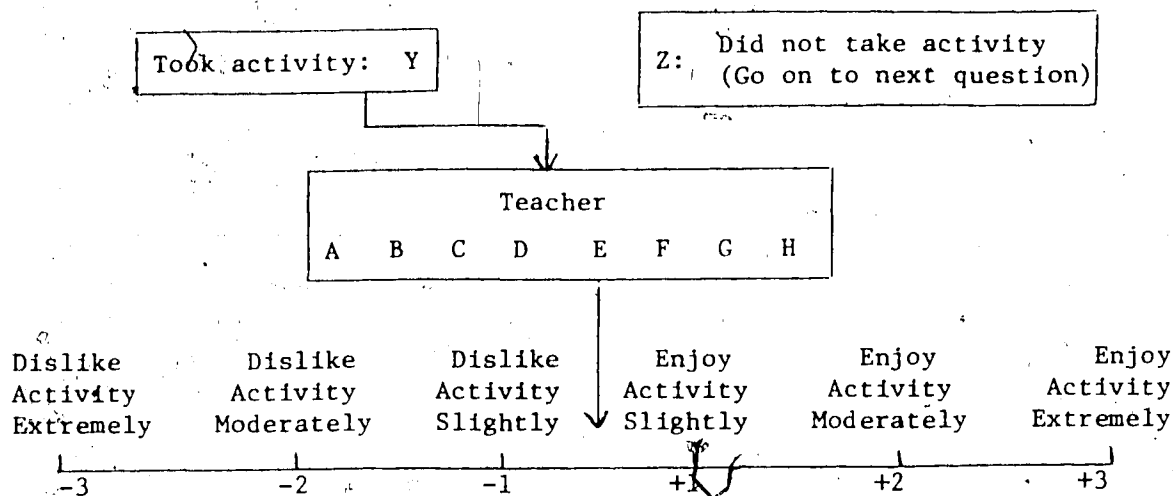 Took activity: Y
Z: Did not take activity
(Go on to next question)
Teacher
A B C D E F G H
Dislike Dislike Dislike Enjoy Enjoy Enjoy
Activity Activity Activity Activity Activity Activity
Extremely Moderately Slightly Slightly Moderately Extremely
-3 -2 -1 +1 +2 +3